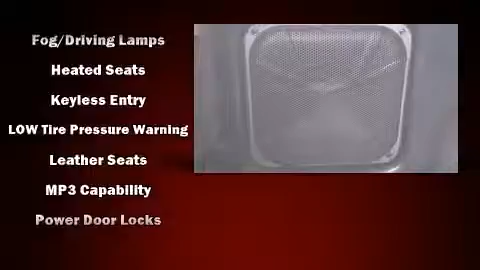 Fog/Driving Lamps
Heated Seats
Keyless Entry
LOW Tire Pressure Warning
Leather Seats
MP3 Capability
Power Door Locks